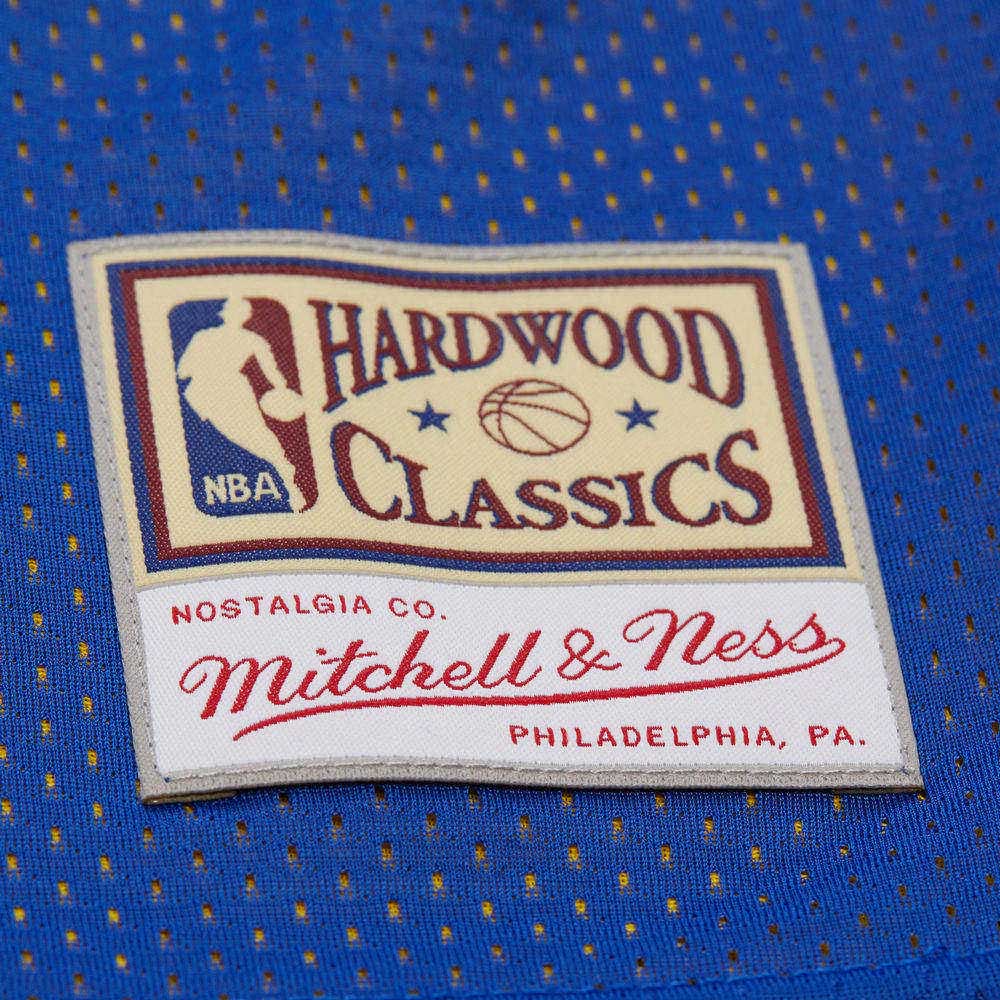 NBA
HARDWOOD
CLASSICS
NOSTALGIA CO.
Mitchell & Ness
PHILADELPHIA, PA.